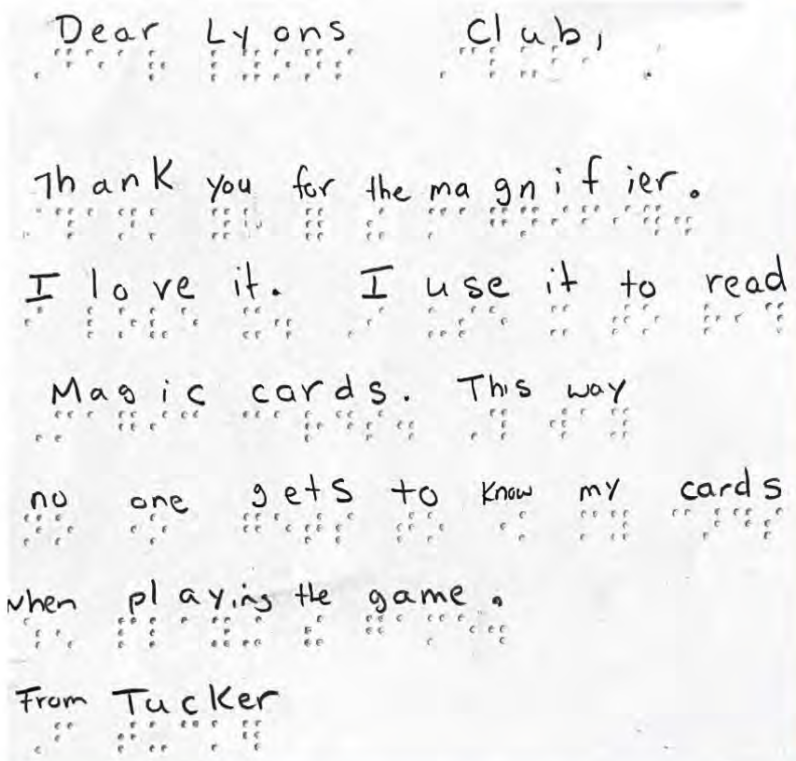 Dear Lyons Club,
Thank you for the magnifier.
I love it. I use it to read
Magic cards. This way
no one gets to know my cards
when playing the game.
From Tucker